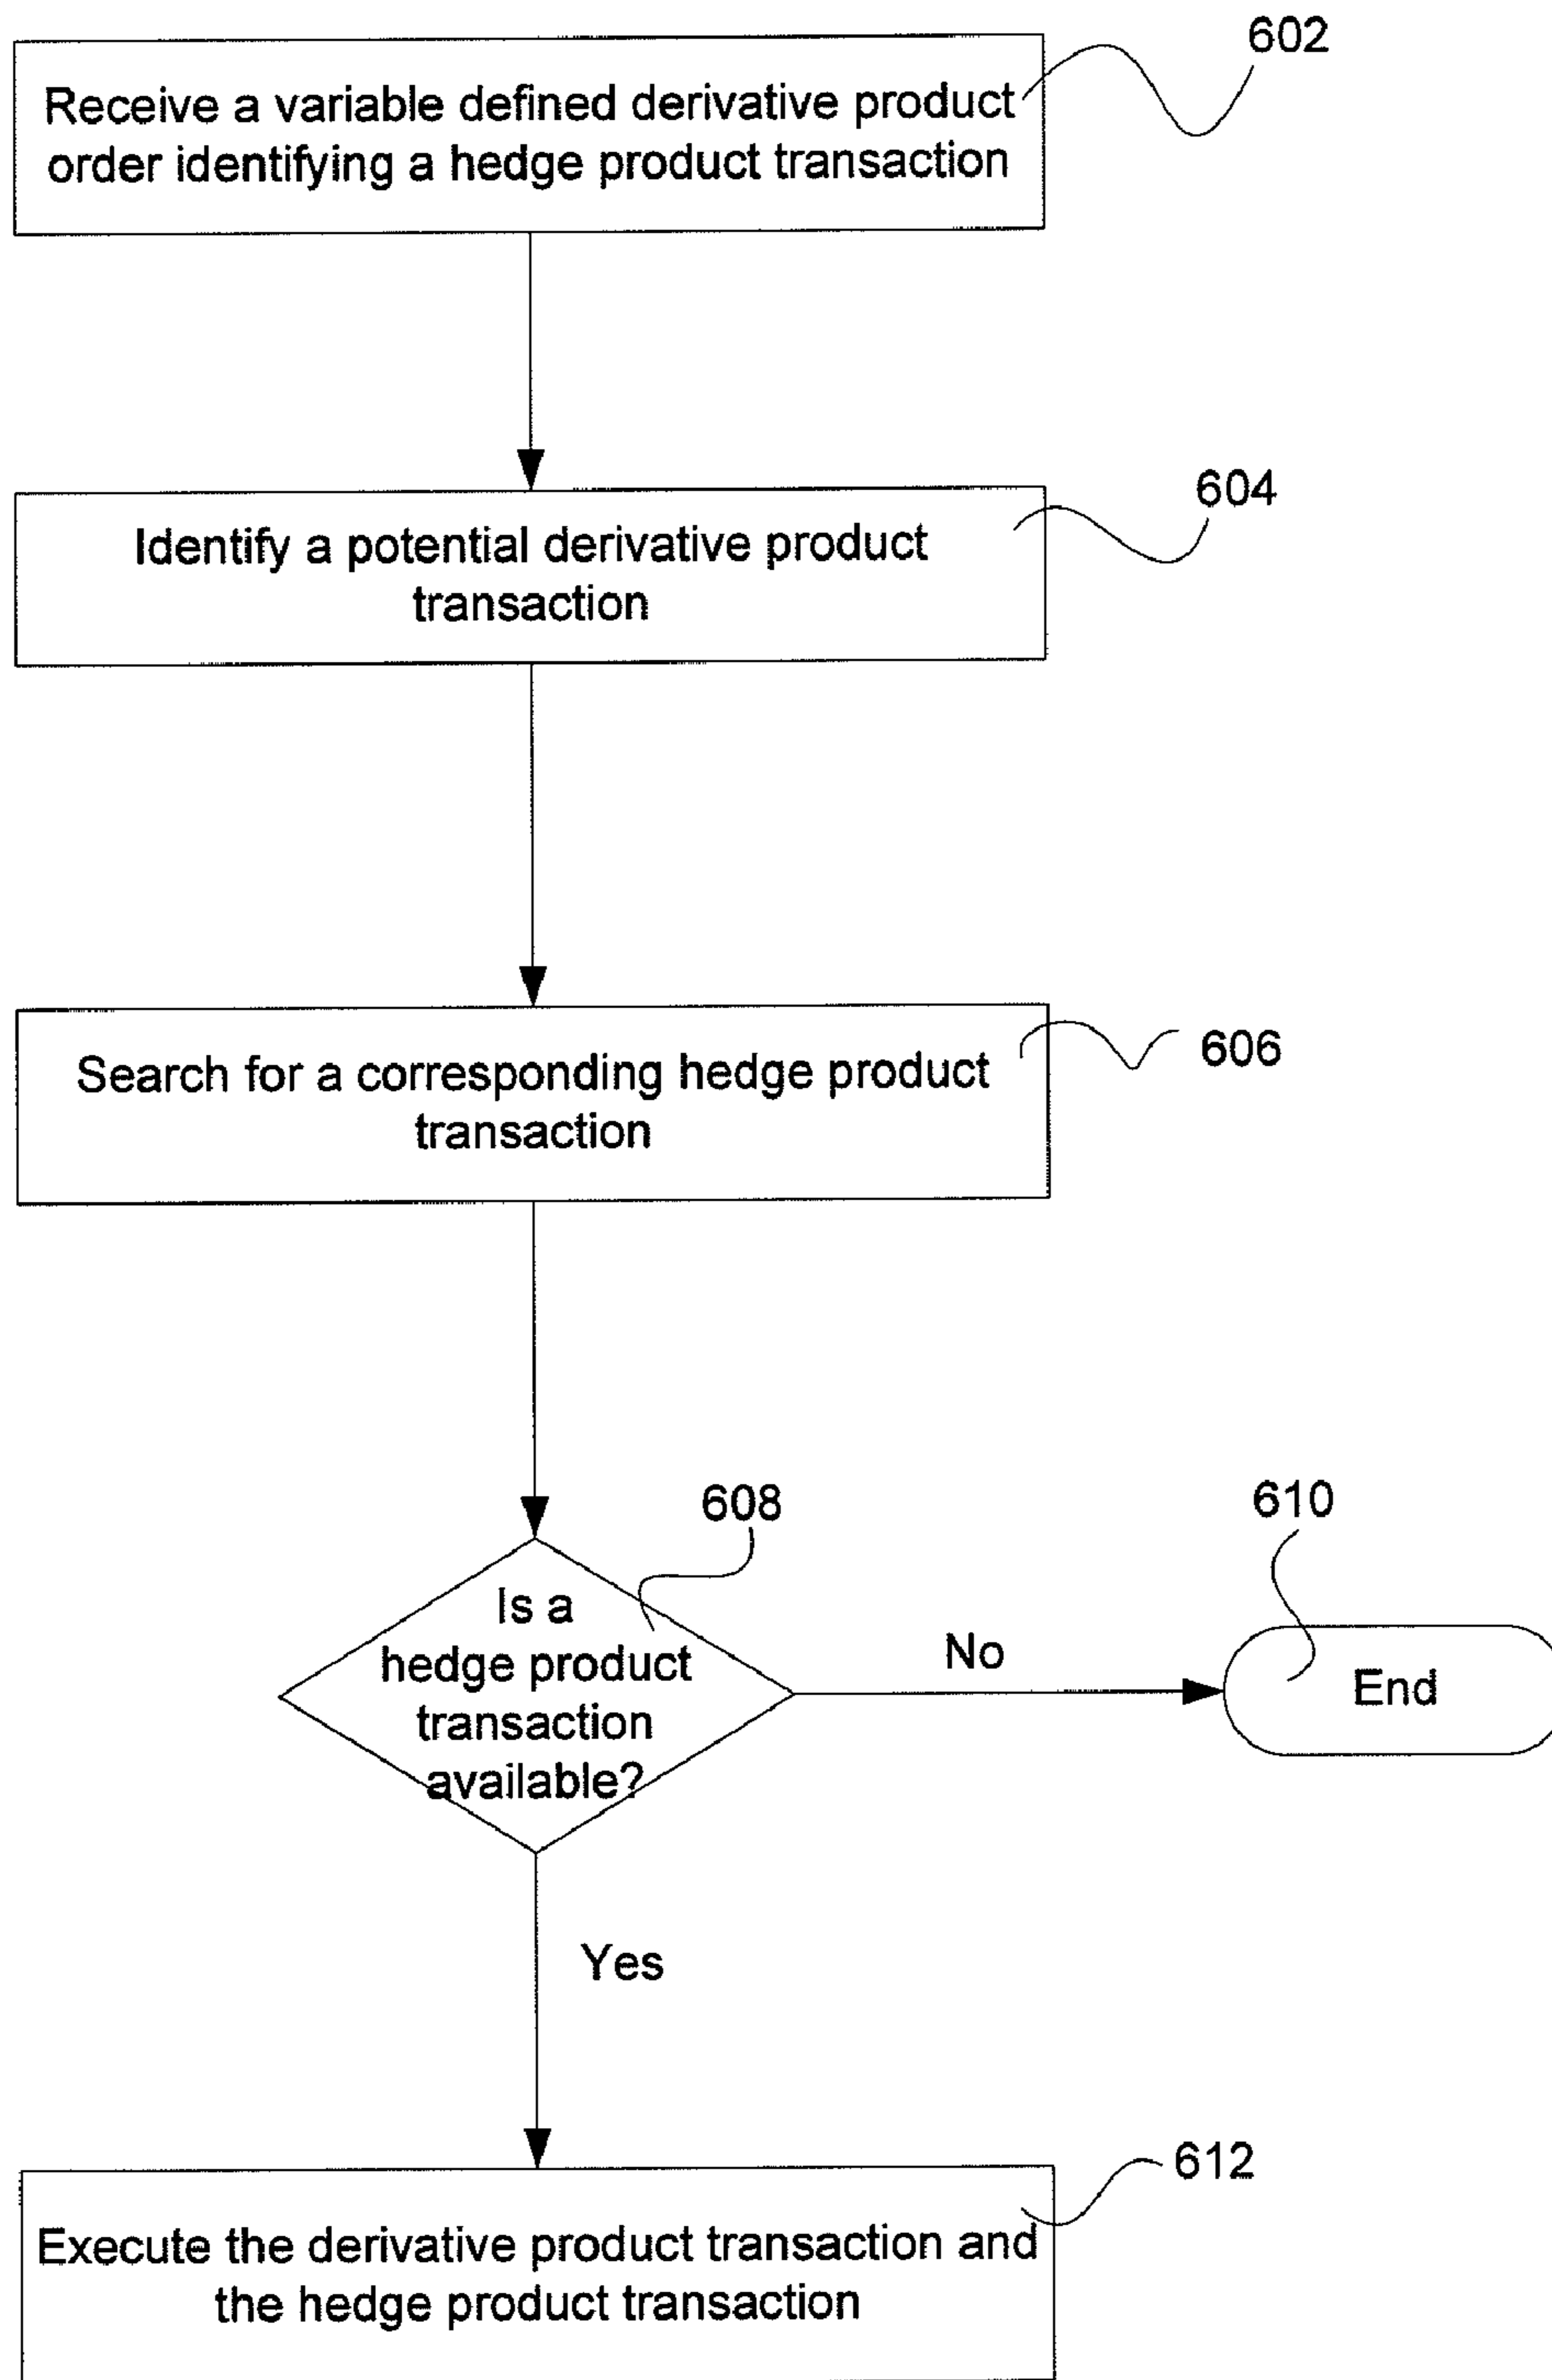 602
Receive a variable defined derivative product
order identifying a hedge product transaction
604
Identify a potential derivative product
transaction
606
Search for a corresponding hedge product
transaction
608
610
Is a
hedge product
transaction
available?
No
End
Yes
612
Execute the derivative product transaction and
the hedge product transaction